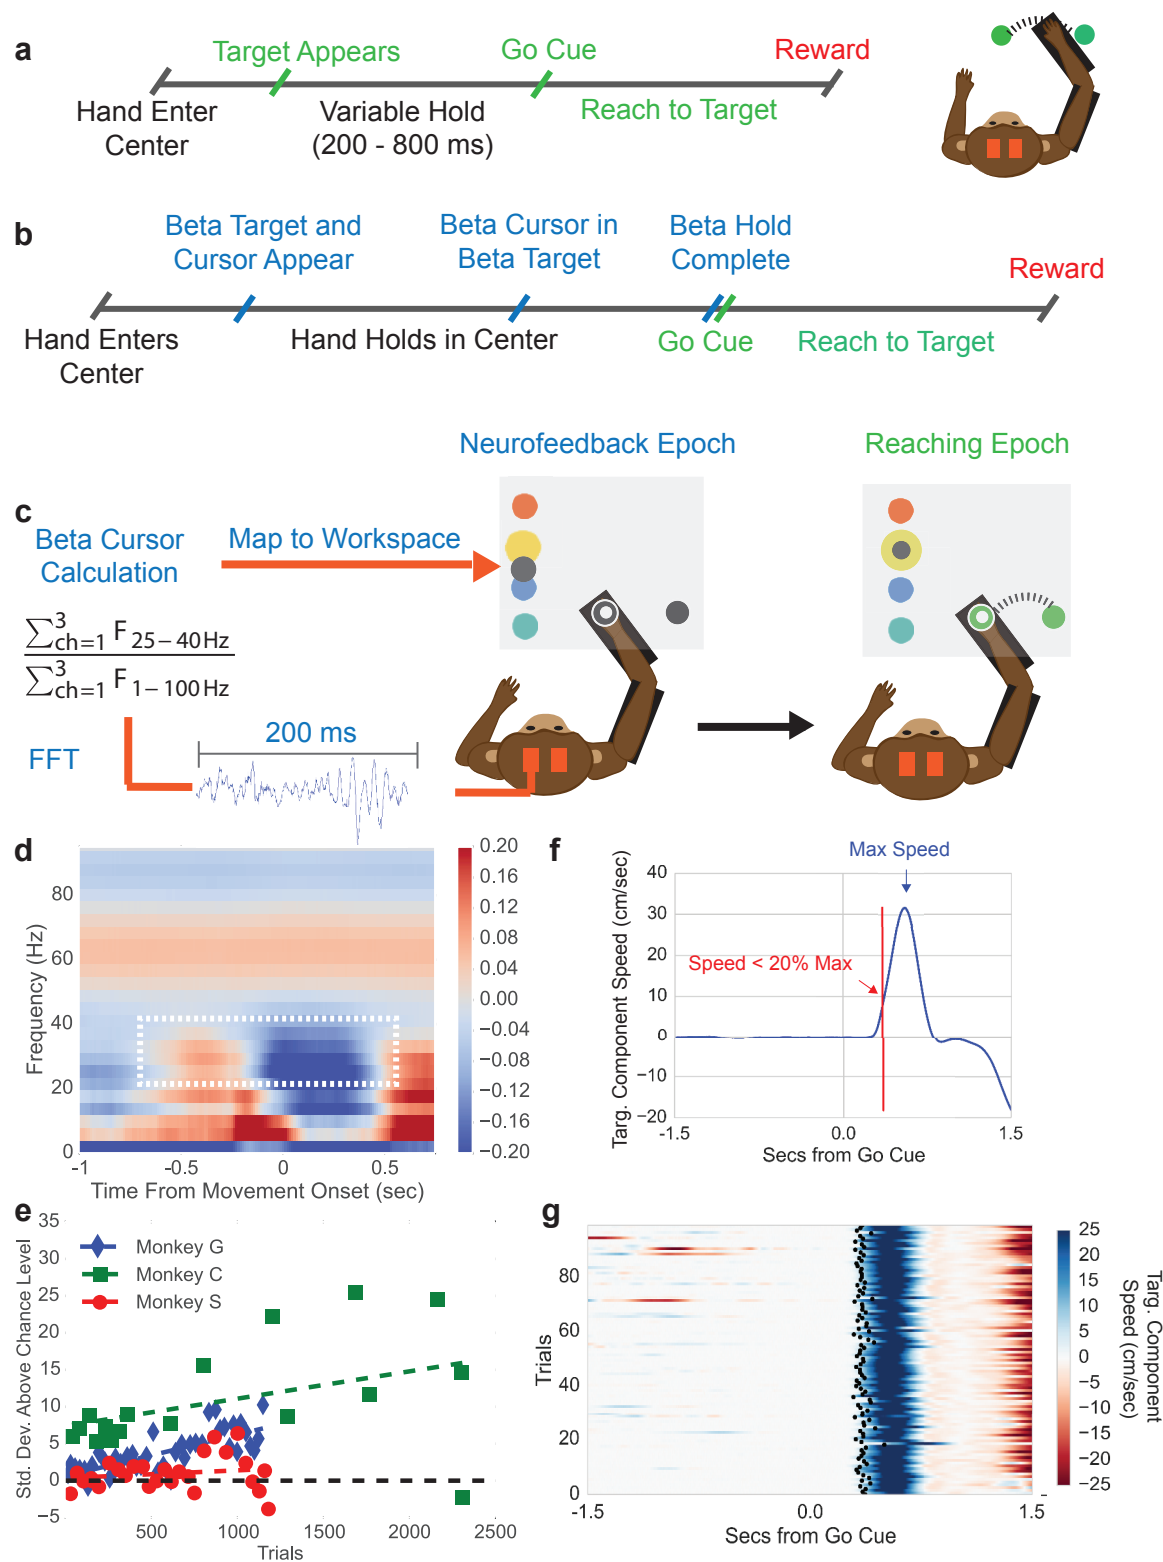 a
Target Appears
Go Cue
Reward
Hand Enter
Center
Variable Hold
(200 - 800 ms)
Reach to Target
b
Beta Target and
Cursor Appear
Beta Cursor in
Beta Target
Beta Hold
Complete
Reward
Hand Enters
Center
Hand Holds in Center
Go Cue
Reach to Target
Neurofeedback Epoch
Reaching Epoch
c
Beta Cursor
Calculation
Map to Workspace
∑³ch=1 F 25–40Hz
∑³ch=1 F 1–100Hz
FFT
200 ms
d
Frequency (Hz)
80
60
40
20
0
-1
-0.5
0
0.5
Time From Movement Onset (sec)
0.20
0.16
0.12
0.08
0.04
0.00
−0.04
−0.08
−0.12
−0.16
−0.20
f
Max Speed
Targ. Component Speed (cm/sec)
40
30
20
10
0
−10
−20
Speed < 20% Max
-1.5
0.0
1.5
Secs from Go Cue
e
Std. Dev. Above Chance Level
35
30
25
20
15
10
5
0
−5
Monkey G
Monkey C
Monkey S
500
1000
1500
2000
2500
Trials
g
Trials
80
60
40
20
0
-1.5
0.0
1.5
Secs from Go Cue
25
20
15
10
5
0
−5
−10
−15
−20
−25
Targ. Component
Speed (cm/sec)